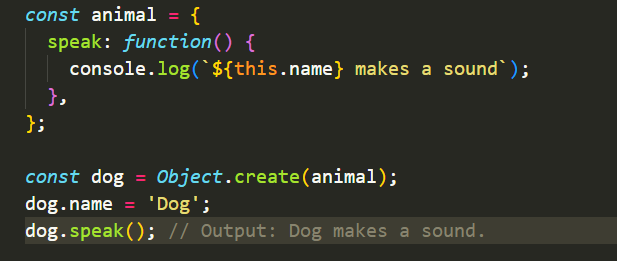 const animal = {
  speak: function() {
    console.log(`${this.name} makes a sound`);
  },
};

const dog = Object.create(animal);
dog.name = 'Dog';
dog.speak(); // Output: Dog makes a sound.